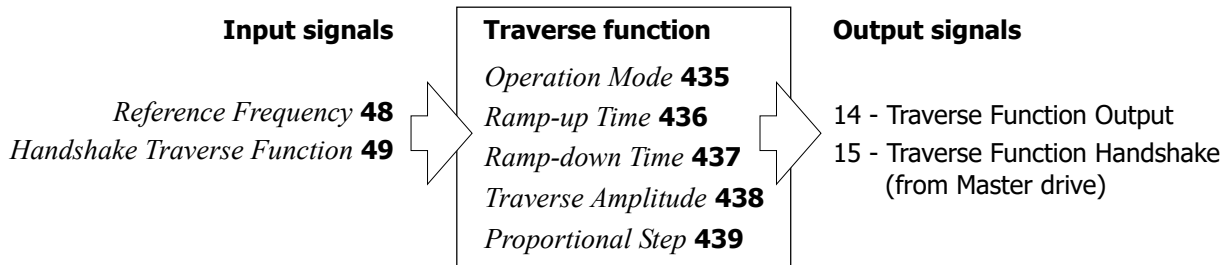 Input signals
Reference Frequency 48
Handshake Traverse Function 49
Traverse function
Operation Mode 435
Ramp-up Time 436
Ramp-down Time 437
Traverse Amplitude 438
Proportional Step 439
Output signals
14 - Traverse Function Output
15 - Traverse Function Handshake
(from Master drive)